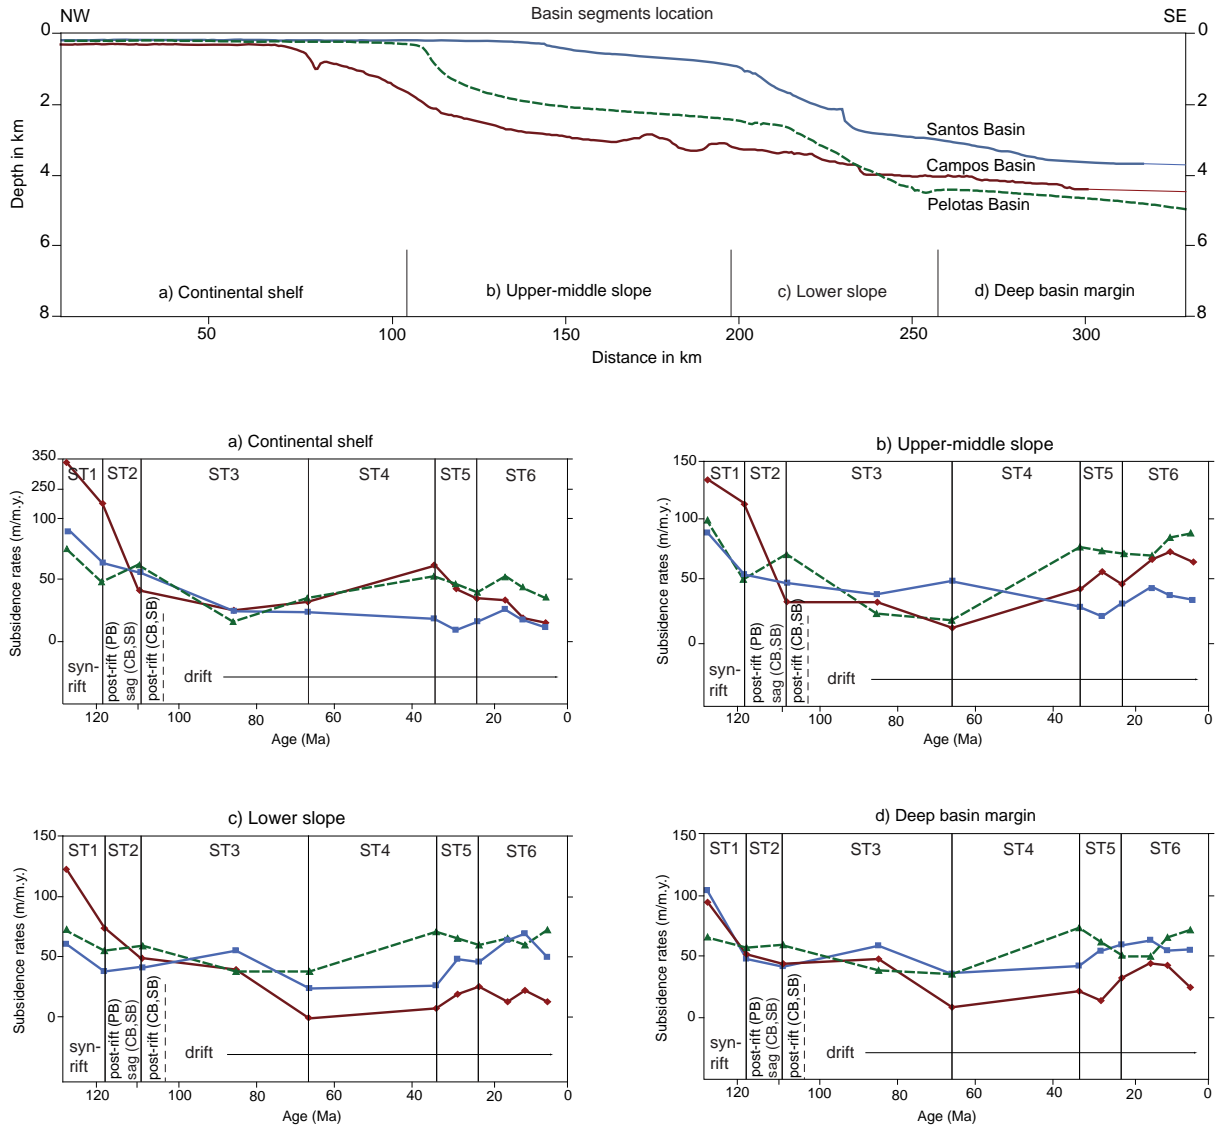 Basin segments location
NW
SE
0
2
4
6
8
Depth in km
0
2
4
6
8
Santos Basin
Campos Basin
Pelotas Basin
a) Continental shelf
b) Upper-middle slope
c) Lower slope
d) Deep basin margin
50
100
150
200
250
300
Distance in km
a) Continental shelf
350
250
100
50
0
Subsidence rates (m/m.y.)
ST1
ST2
ST3
ST4
ST5
ST6
syn-
rift
post-rift (PB)
sag (CB,SB)
post-rift (CB,SB)
drift
120
100
80
60
40
20
0
Age (Ma)
b) Upper-middle slope
150
100
50
0
Subsidence rates (m/m.y.)
ST1
ST2
ST3
ST4
ST5
ST6
syn-
rift
post-rift (PB)
sag (CB,SB)
post-rift (CB,SB)
drift
120
100
80
60
40
20
0
Age (Ma)
c) Lower slope
150
100
50
0
Subsidence rates (m/m.y.)
ST1
ST2
ST3
ST4
ST5
ST6
syn-
rift
post-rift (PB)
sag (CB,SB)
post-rift (CB,SB)
drift
120
100
80
60
40
20
0
Age (Ma)
d) Deep basin margin
150
100
50
0
Subsidence rates (m/m.y.)
ST1
ST2
ST3
ST4
ST5
ST6
syn-
rift
post-rift (PB)
sag (CB,SB)
post-rift (CB,SB)
drift
120
100
80
60
40
20
0
Age (Ma)